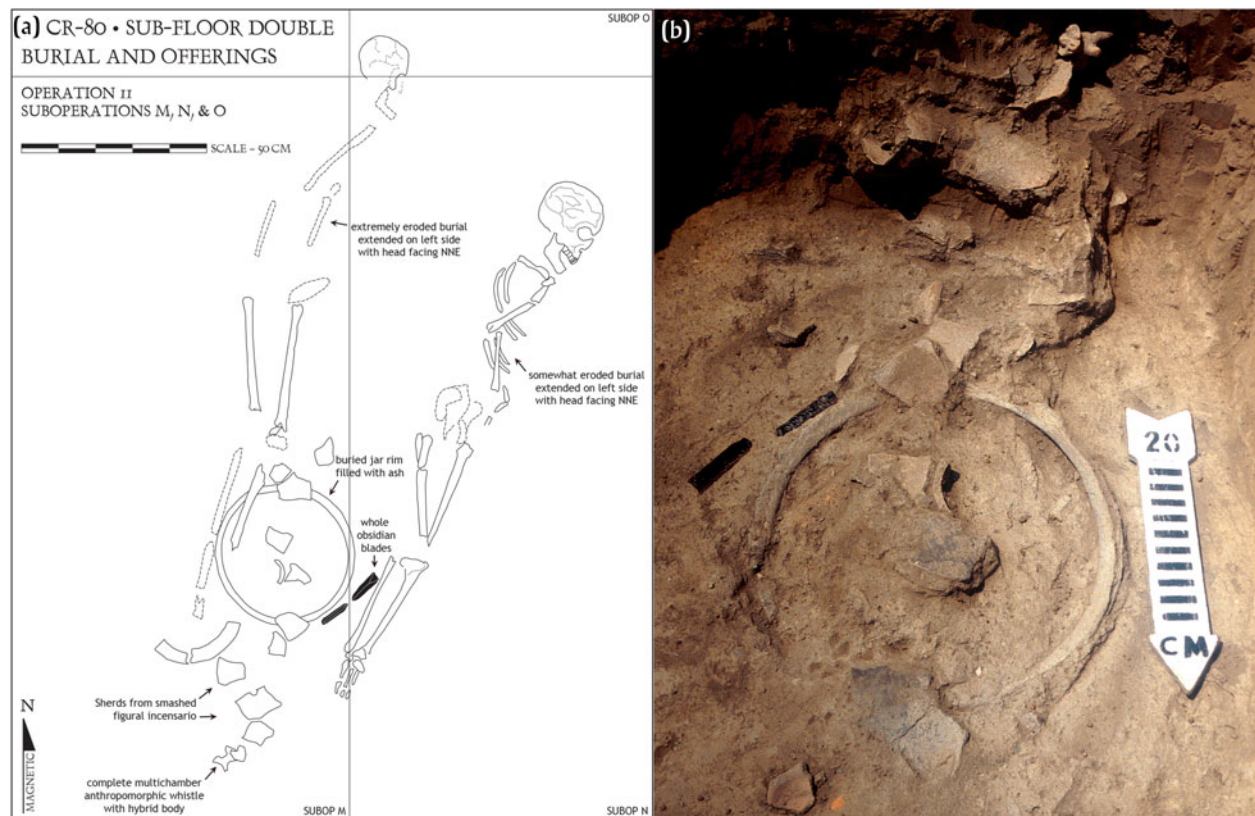 (a) CR-80 • SUB-FLOOR DOUBLE
BURIAL AND OFFERINGS
OPERATION 11
SUBOPERATIONS M, N, & O
SCALE = 50 CM
SUBOP O
extremely eroded burial
extended on left side
with head facing NNE
somewhat eroded burial
extended on left side
with head facing NNE
buried jar rim
filled with ash
whole
obsidian
blades
Sherds from smashed
figural incensario
complete multichamber
anthropomorphic whistle
with hybrid body
N
MAGNETIC
SUBOP M
SUBOP N
(b)
20
CM